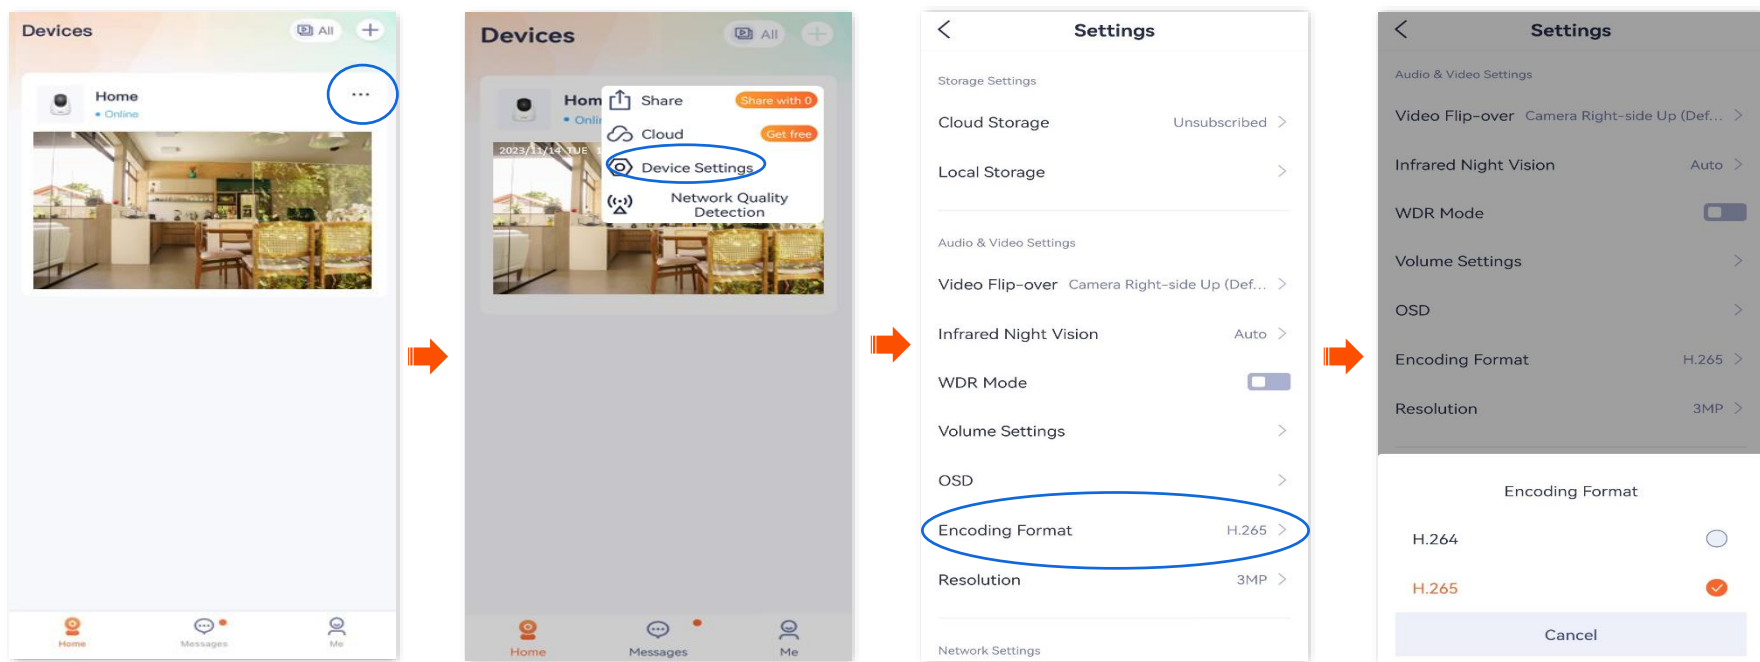 Devices
All
Home
Online
Home
Messages
Me
Devices
All
Hom
Share
Share with 0
Onli
Cloud
Get free
2023/11/14 TUE 1
Device Settings
Network Quality
Detection
Home
Messages
Me
Settings
Storage Settings
Cloud Storage Unsubscribed
Local Storage
Audio & Video Settings
Video Flip-over Camera Right-side Up (Def...
Infrared Night Vision Auto
WDR Mode
Volume Settings
OSD
Encoding Format H.265
Resolution 3MP
Network Settings
Settings
Audio & Video Settings
Video Flip-over Camera Right-side Up (Def...
Infrared Night Vision Auto
WDR Mode
Volume Settings
OSD
Encoding Format H.265
Resolution 3MP
Encoding Format
H.264
H.265
Cancel